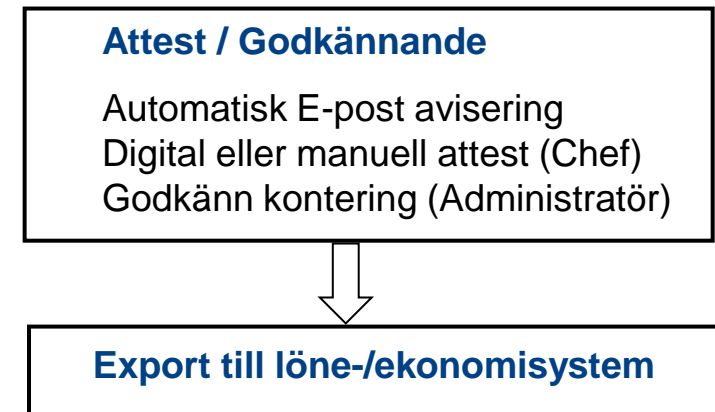 Attest / Godkännande
Automatisk E-post avisering
Digital eller manuell attest (Chef)
Godkänn kontering (Administratör)
Export till löne-/ekonomisystem